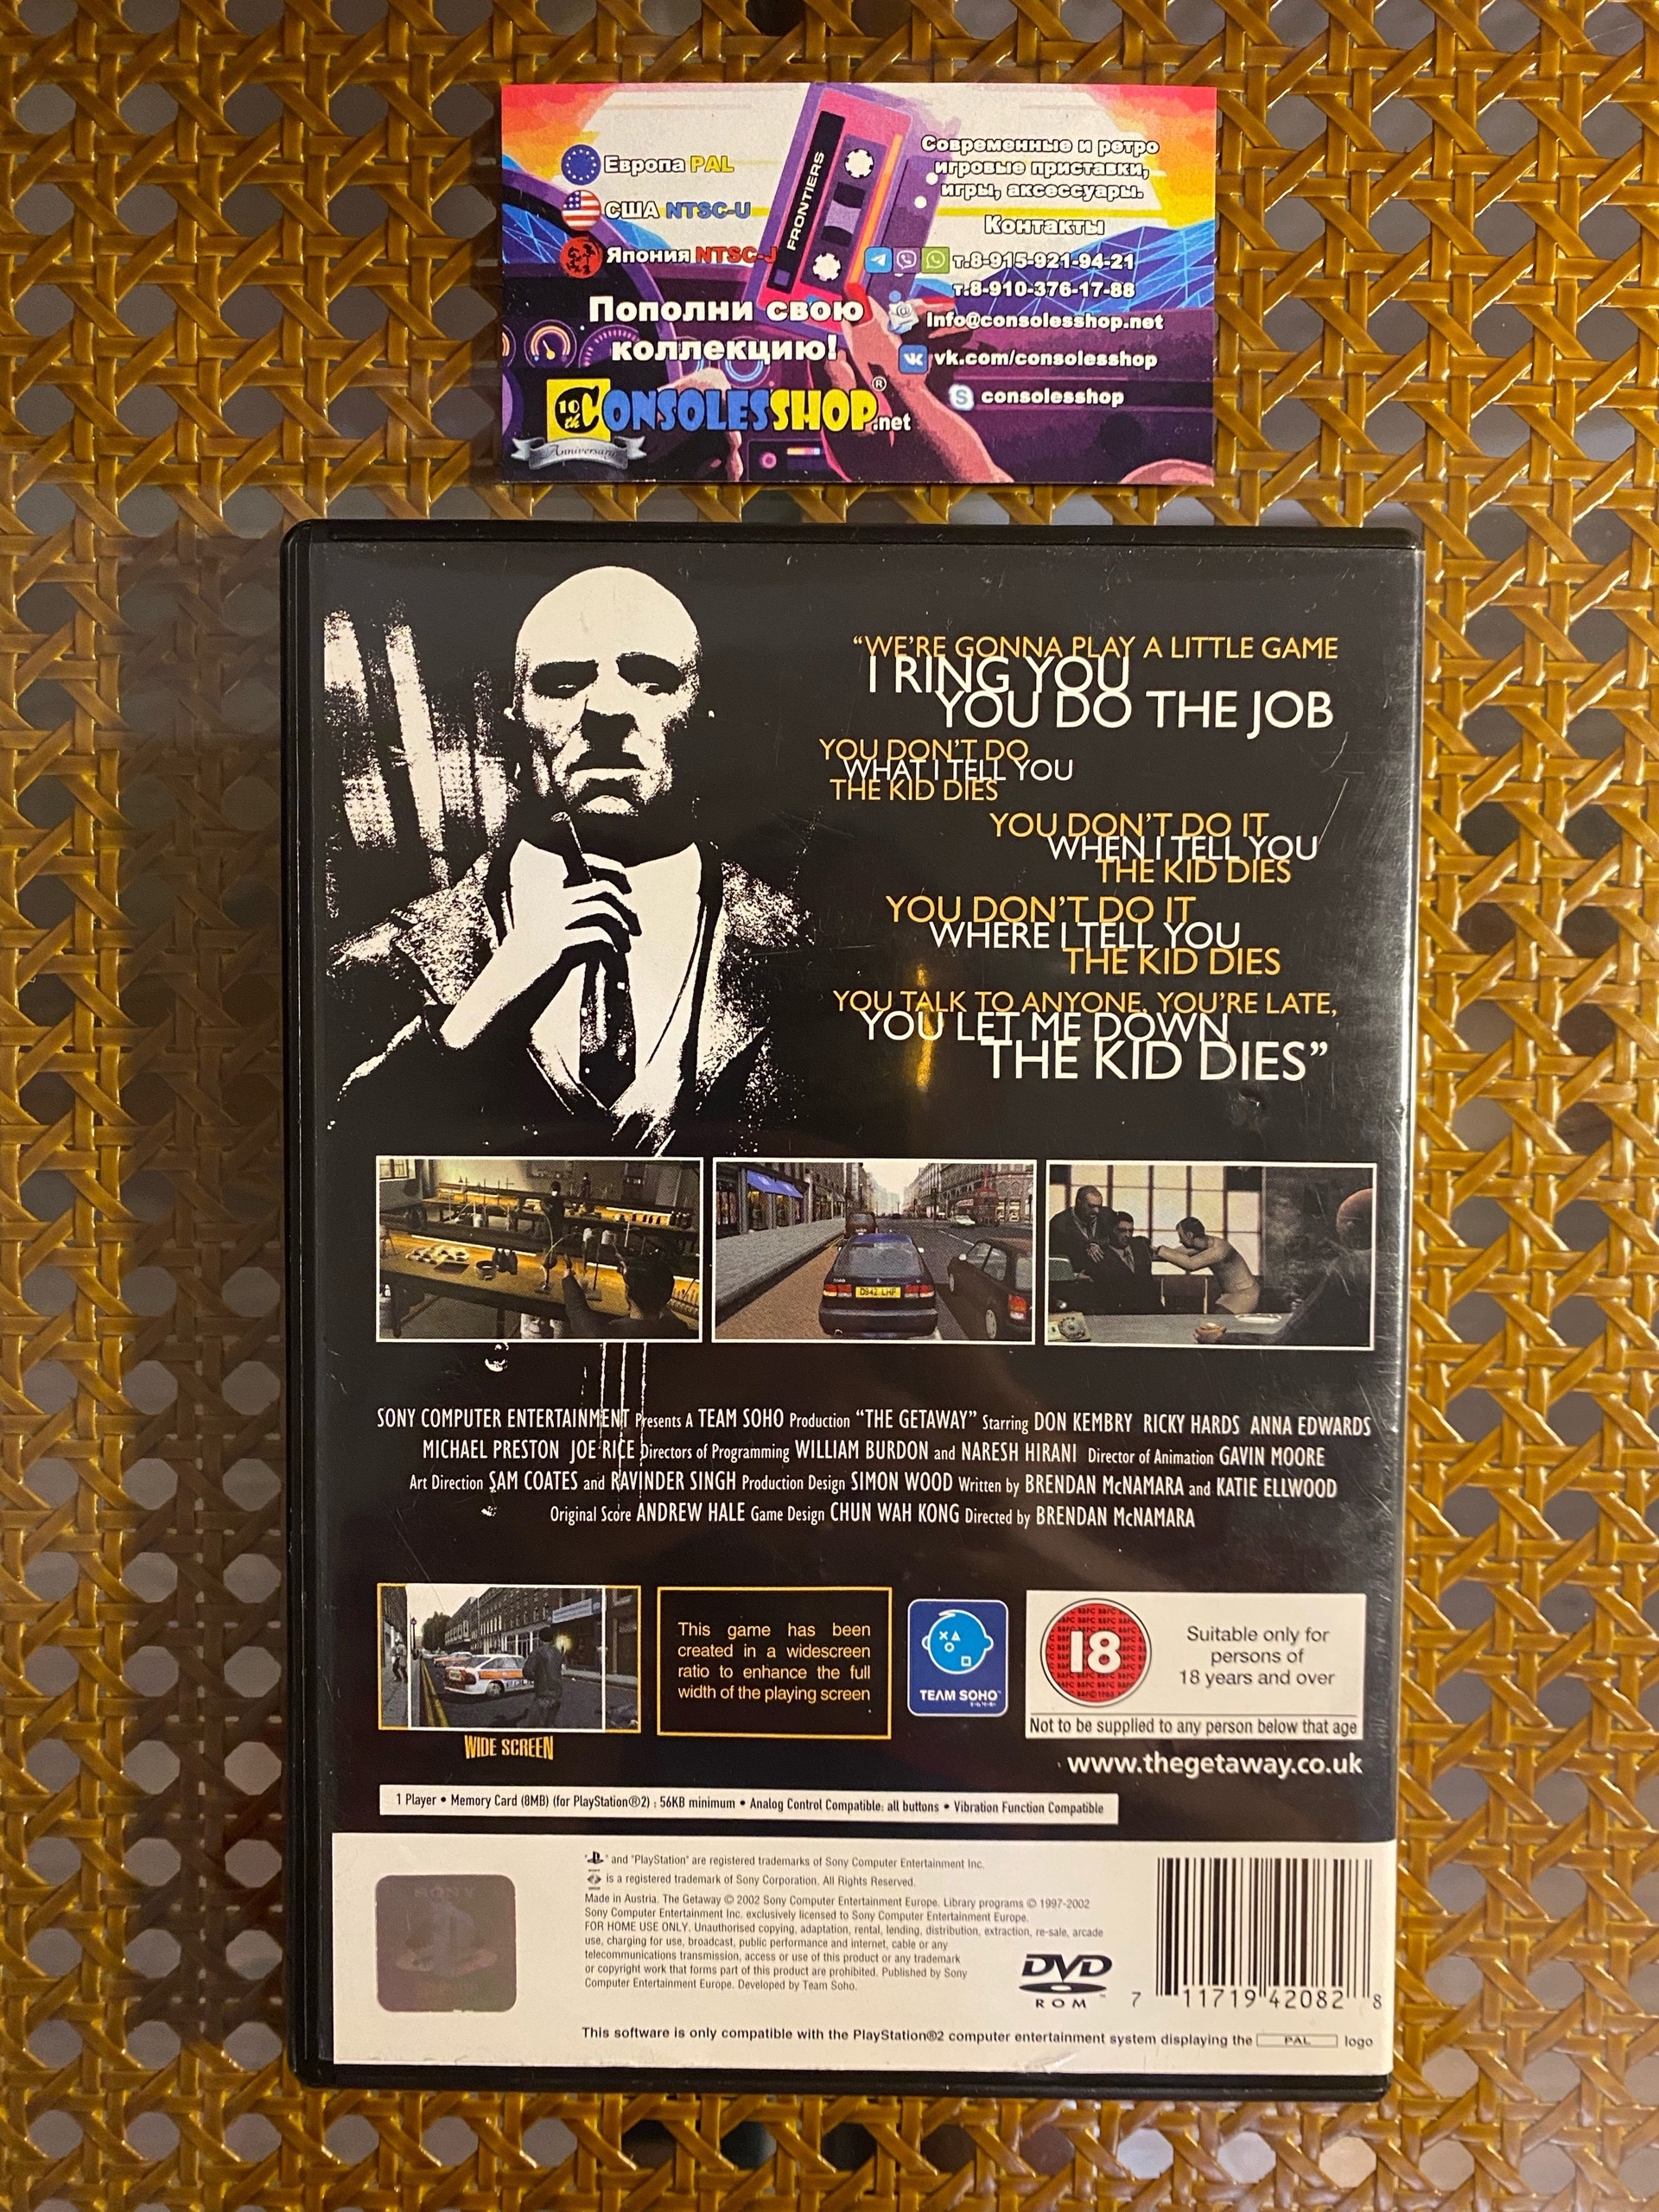 Европа PAL
США NTSC-U
Япония NTSC-J
Пополни свою
коллекцию!
10th
CONSOLESSHOP.net
®
Anniversary
FRONTIERS
Современные и ретро
игровые приставки,
игры, аксессуары.
Контакты
т.8-915-921-94-21
т.8-910-376-17-88
info@consolesshop.net
vk.com/consolesshop
consolesshop
“WE’RE GONNA PLAY A LITTLE GAME
I RING YOU
YOU DO THE JOB
YOU DON’T DO
WHAT I TELL YOU
THE KID DIES
YOU DON’T DO IT
WHEN I TELL YOU
THE KID DIES
YOU DON’T DO IT
WHERE I TELL YOU
THE KID DIES
YOU TALK TO ANYONE, YOU’RE LATE,
YOU LET ME DOWN
THE KID DIES”
D942 LHF
SONY COMPUTER ENTERTAINMENT Presents A TEAM SOHO Production “THE GETAWAY” Starring DON KEMBRY RICKY HARDS ANNA EDWARDS
MICHAEL PRESTON JOE RICE Directors of Programming WILLIAM BURDON and NARESH HIRANI Director of Animation GAVIN MOORE
Art Direction SAM COATES and RAVINDER SINGH Production Design SIMON WOOD Written by BRENDAN McNAMARA and KATIE ELLWOOD
Original Score ANDREW HALE Game Design CHUN WAH KONG Directed by BRENDAN McNAMARA
WIDE SCREEN
This game has been
created in a widescreen
ratio to enhance the full
width of the playing screen
TEAM SOHO™
18
Suitable only for
persons of
18 years and over
Not to be supplied to any person below that age
www.thegetaway.co.uk
1 Player • Memory Card (8MB) (for PlayStation®2) : 56KB minimum • Analog Control Compatible: all buttons • Vibration Function Compatible
SONY
" " and "PlayStation" are registered trademarks of Sony Computer Entertainment Inc.
is a registered trademark of Sony Corporation. All Rights Reserved.
Made in Austria. The Getaway © 2002 Sony Computer Entertainment Europe. Library programs © 1997-2002
Sony Computer Entertainment Inc. exclusively licensed to Sony Computer Entertainment Europe.
FOR HOME USE ONLY. Unauthorised copying, adaptation, rental, lending, distribution, extraction, re-sale, arcade
use, charging for use, broadcast, public performance and internet, cable or any
telecommunications transmission, access or use of this product or any trademark
or copyright work that forms part of this product are prohibited. Published by Sony
Computer Entertainment Europe. Developed by Team Soho.
DVD
ROM ™
7 11719 42082 8
This software is only compatible with the PlayStation®2 computer entertainment system displaying the PAL logo